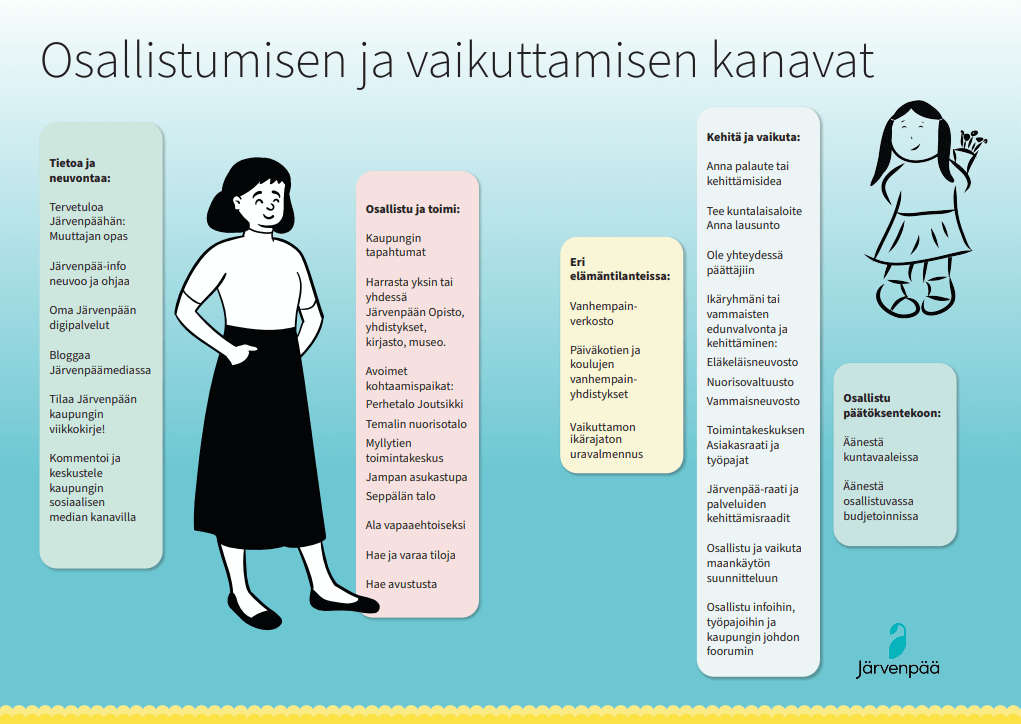 Osallistumisen ja vaikuttamisen kanavat
Tietoa ja
neuvontaa:
Tervetuloa
Järvenpäähän:
Muuttajan opas
Järvenpää-info
neuvoo ja ohjaa
Oma Järvenpään
digipalvelut
Bloggaa
Järvenpäämediassa
Tilaa Järvenpään
kaupungin
viikkokirje!
Kommentoi ja
keskustele
kaupungin
sosiaalisen
median kanavilla
Osallistu ja toimi:
Kaupungin
tapahtumat
Harrasta yksin tai
yhdessä
Järvenpään Opisto,
yhdistykset,
kirjasto, museo.
Avoimet
kohtaamispaikat:
Perhetalo Joutsikki
Temalin nuorisotalo
Myllytien
toimintakeskus
Jampan asukastupa
Seppälän talo
Ala vapaaehtoiseksi
Hae ja varaa tiloja
Hae avustusta
Eri
elämäntilanteissa:
Vanhempain-
verkosto
Päiväkotien ja
koulujen
vanhempain-
yhdistykset
Vaikuttamon
ikärajaton
uravalmennus
Kehitä ja vaikuta:
Anna palaute tai
kehittämisidea
Tee kuntalaisaloite
Anna lausunto
Ole yhteydessä
päättäjiin
Ikäryhmäni tai
vammaisten
edunvalvonta ja
kehittäminen:
Eläkeläisneuvosto
Nuorisovaltuusto
Vammaisneuvosto
Toimintakeskuksen
Asiakasraati ja
työpajat
Järvenpää-raati ja
palveluiden
kehittämisraadit
Osallistu ja vaikuta
maankäytön
suunnitteluun
Osallistu infoihin,
työpajoihin ja
kaupungin johdon
foorumin
Osallistu
päätöksentekoon:
Äänestä
kuntavaaleissa
Äänestä
osallistuvassa
budjetoinnissa
Järvenpää